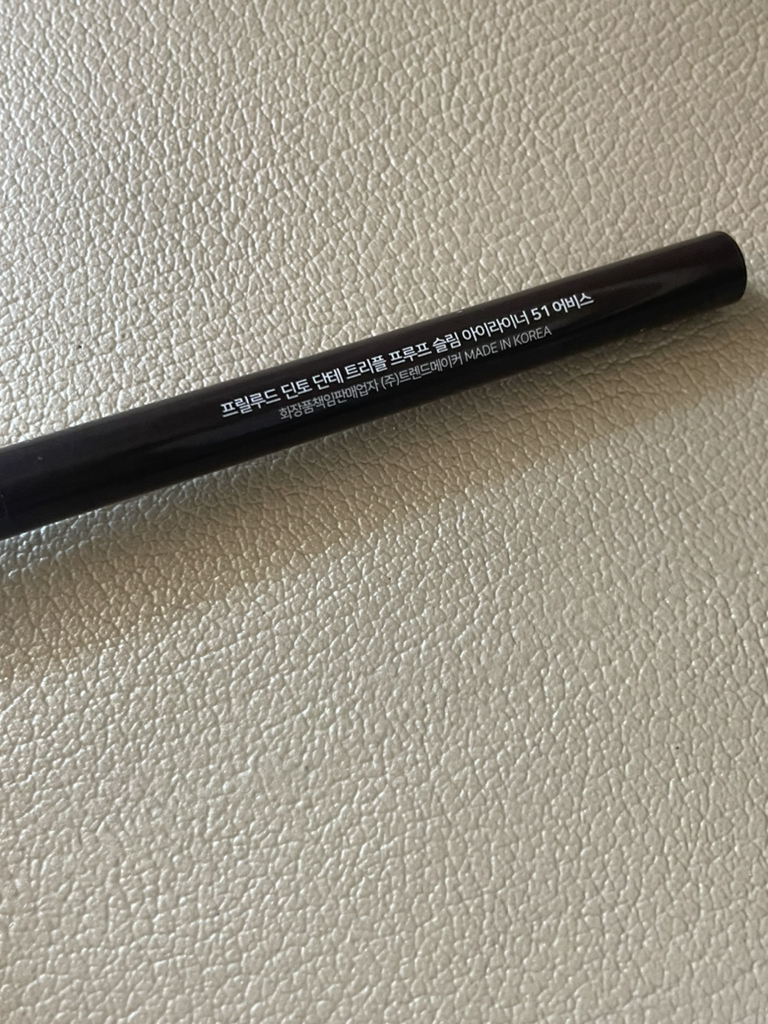 프릴루드 딘토 단테 트리플 프루프 슬림 아이라이너 51 어비스
화장품책임판매업자 (주)트렌드메이커 MADE IN KOREA